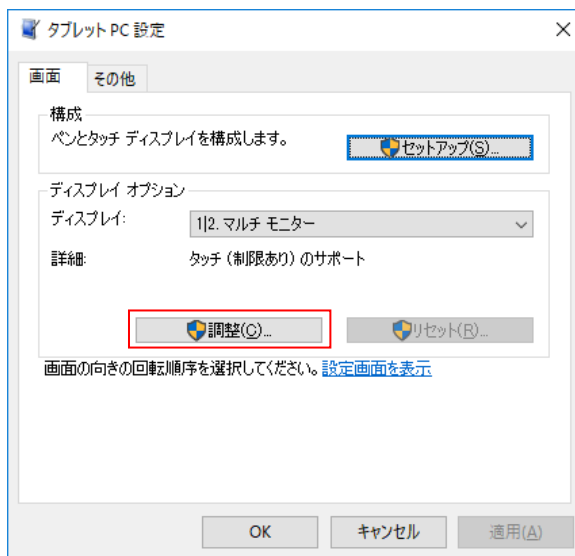 タブレット PC 設定
画面
その他
構成
ペンとタッチ ディスプレイを構成します。
セットアップ(S)...
ディスプレイ オプション
ディスプレイ:
1|2. マルチ モニター
詳細:
タッチ (制限あり) のサポート
調整(C)...
リセット(R)...
画面の向きの回転順序を選択してください。設定画面を表示
OK
キャンセル
適用(A)